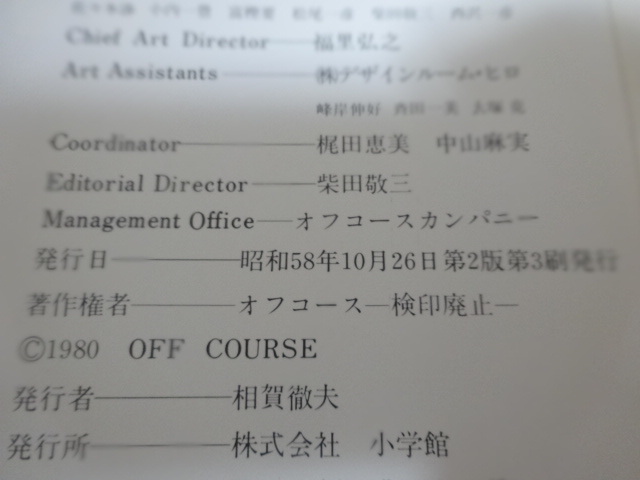 Chief Art Director 福里弘之
Art Assistants ㈱デザインルーム・ヒロ
峰岸伸好
Coordinator 梶田恵美 中山麻実
Editorial Director 柴田敬三
Management Office オフコースカンパニー
発行日 昭和58年10月26日第2版第3刷発行
著作権者 オフコース—検印廃止—
©1980 OFF COURSE
発行者 相賀徹夫
発行所 株式会社 小学館